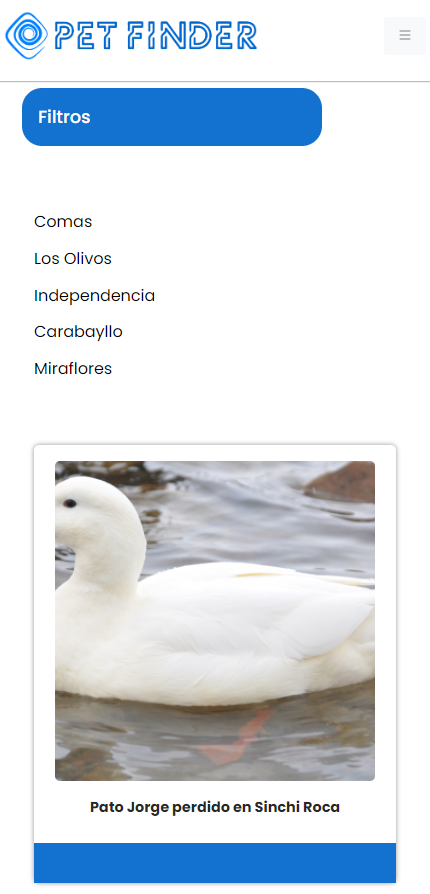 PET FINDER
Filtros
Comas
Los Olivos
Independencia
Carabayllo
Miraflores
Pato Jorge perdido en Sinchi Roca